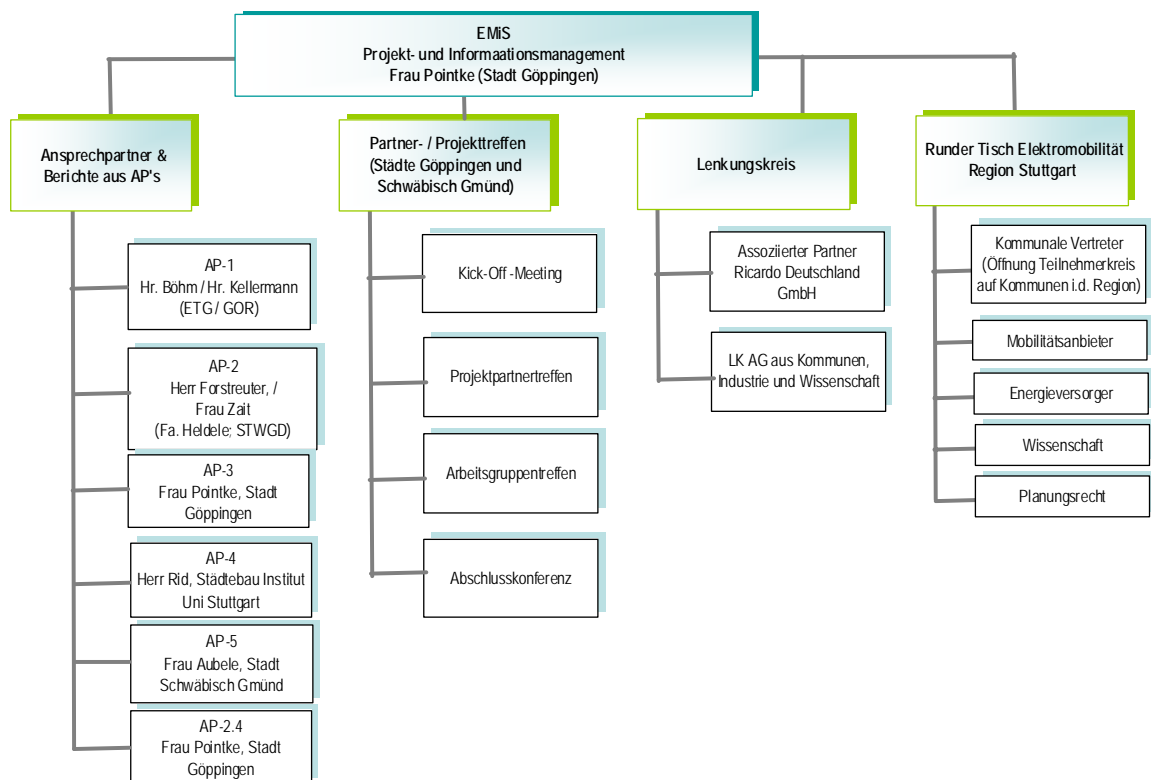 EMiS
Projekt- und Informaationsmanagement
Frau Pointke (Stadt Göppingen)
Ansprechpartner &
Berichte aus AP's
AP-1
Hr. Böhm / Hr. Kellermann
(ETG / GOR)
AP-2
Herr Forstreuter, /
Frau Zait
(Fa. Heldele; STWGD)
AP-3
Frau Pointke, Stadt
Göppingen
AP-4
Herr Rid, Städtebau Institut
Uni Stuttgart
AP-5
Frau Aubele, Stadt
Schwäbisch Gmünd
AP-2.4
Frau Pointke, Stadt
Göppingen
Partner- / Projekttreffen
(Städte Göppingen und
Schwäbisch Gmünd)
Kick-Off -Meeting
Projektpartnertreffen
Arbeitsgruppentreffen
Abschlusskonferenz
Lenkungskreis
Assoziierter Partner
Ricardo Deutschland
GmbH
LK AG aus Kommunen,
Industrie und Wissenschaft
Runder Tisch Elektromobilität
Region Stuttgart
Kommunale Vertreter
(Öffnung Teilnehmerkreis
auf Kommunen i.d. Region)
Mobilitätsanbieter
Energieversorger
Wissenschaft
Planungsrecht